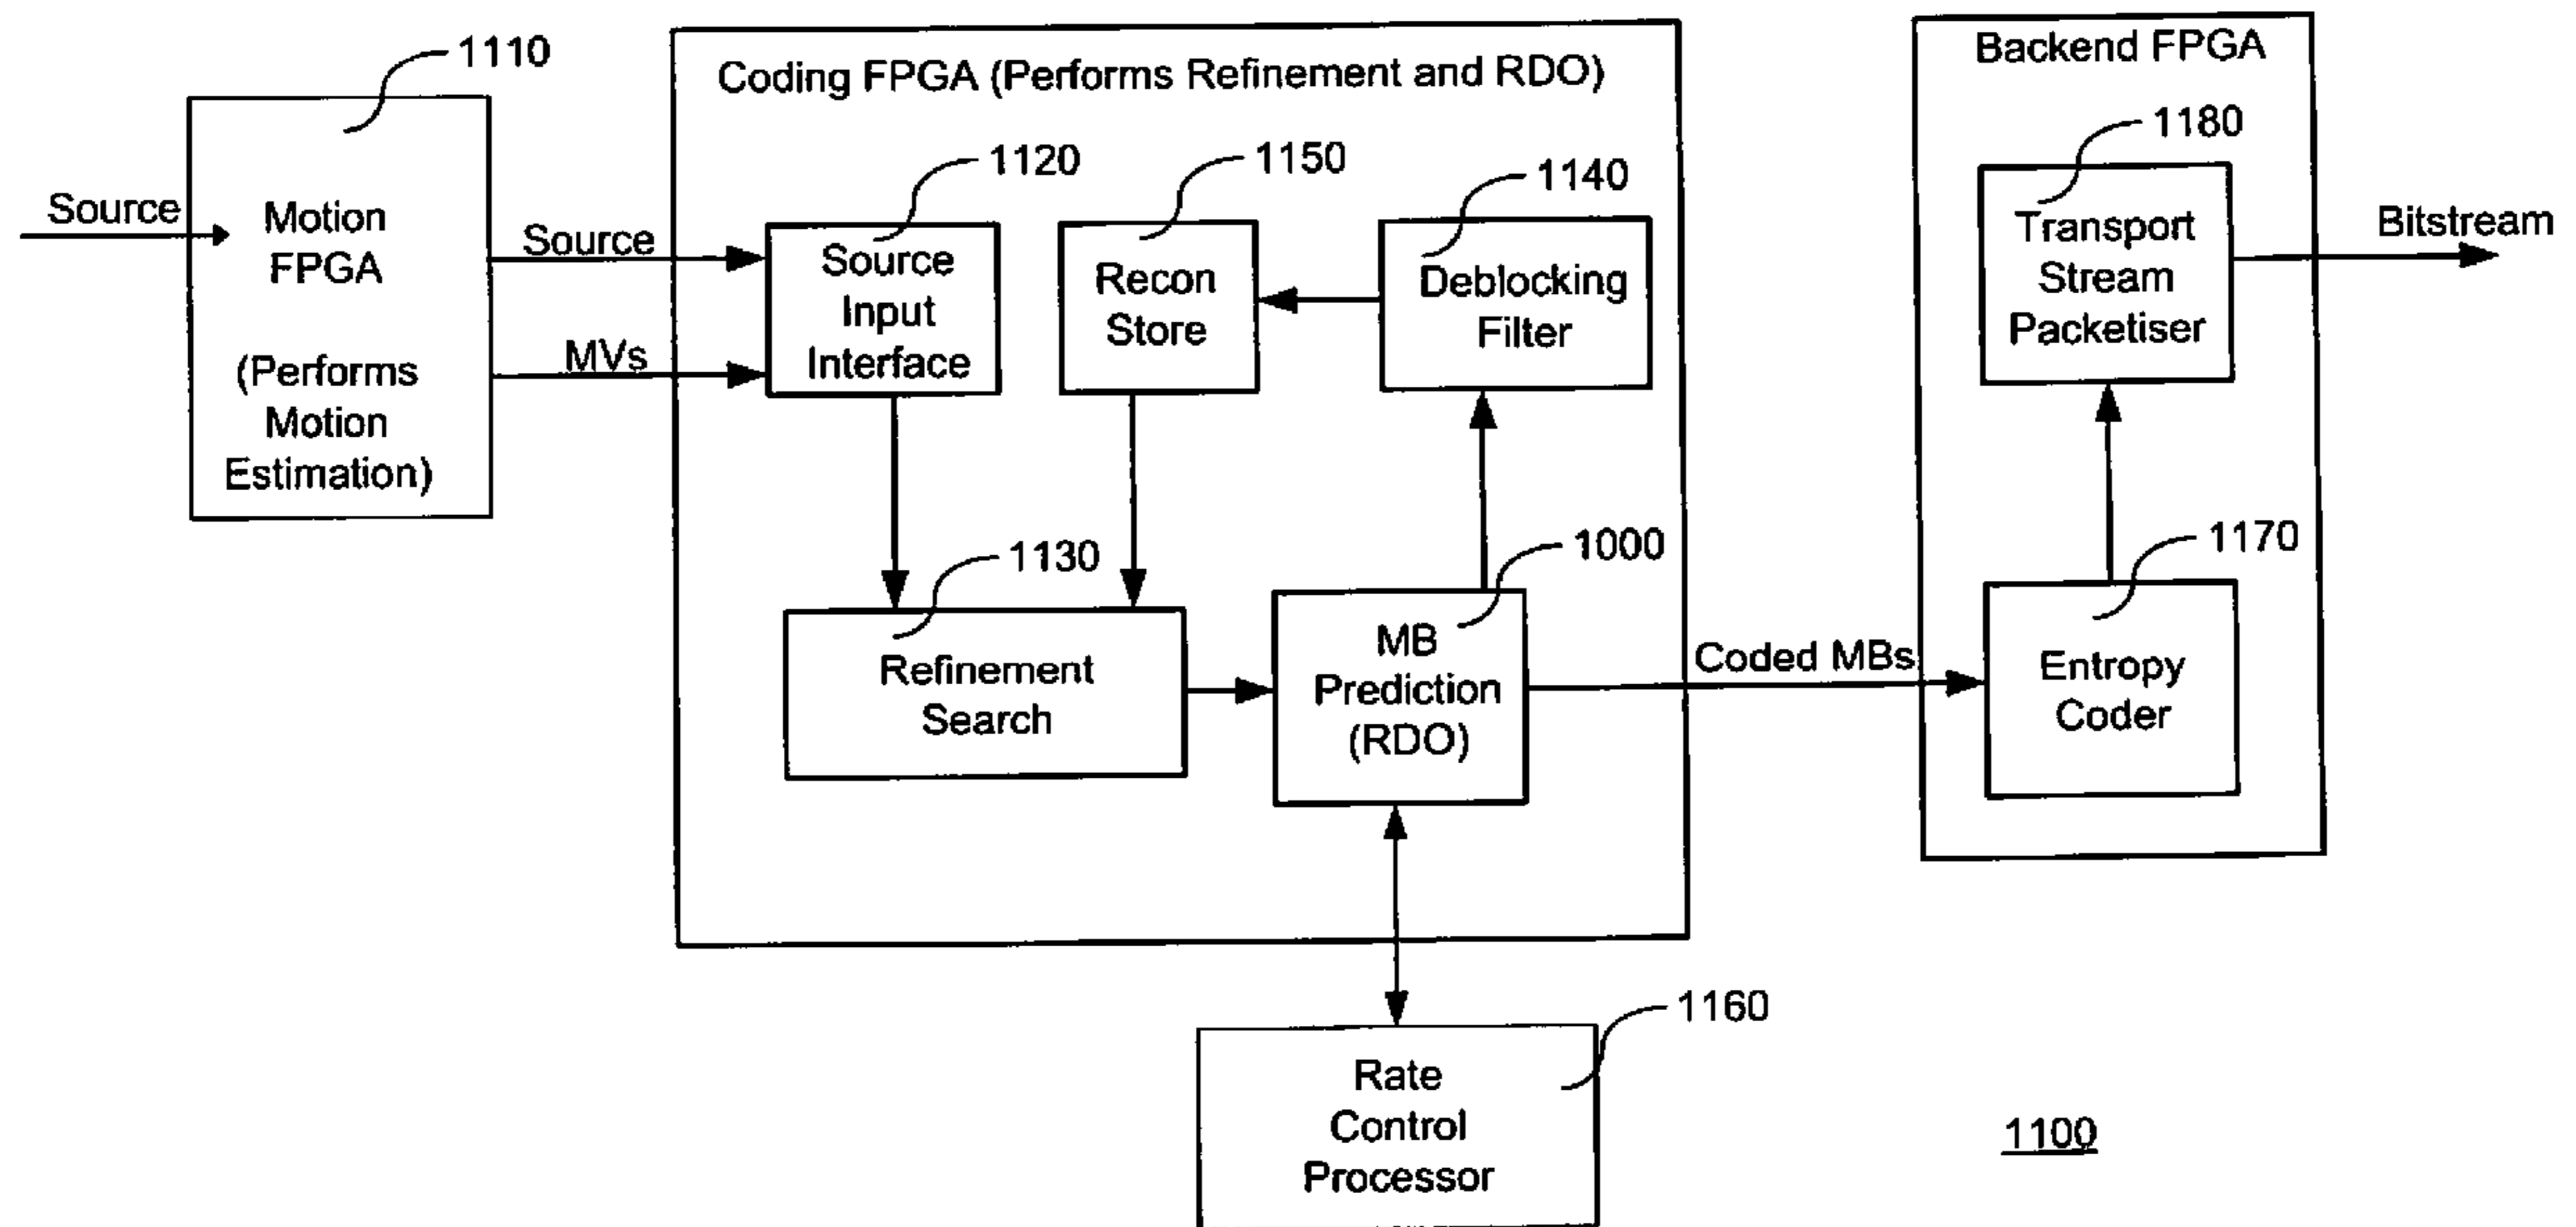 1110
Source
Motion
FPGA
(Performs
Motion
Estimation)
Source
MVs
Coding FPGA (Performs Refinement and RDO)
1120
Source
Input
Interface
1150
Recon
Store
1140
Deblocking
Filter
1130
Refinement
Search
1000
MB
Prediction
(RDO)
Coded MBs
Backend FPGA
1180
Transport
Stream
Packetiser
Bitstream
1170
Entropy
Coder
1160
Rate
Control
Processor
1100